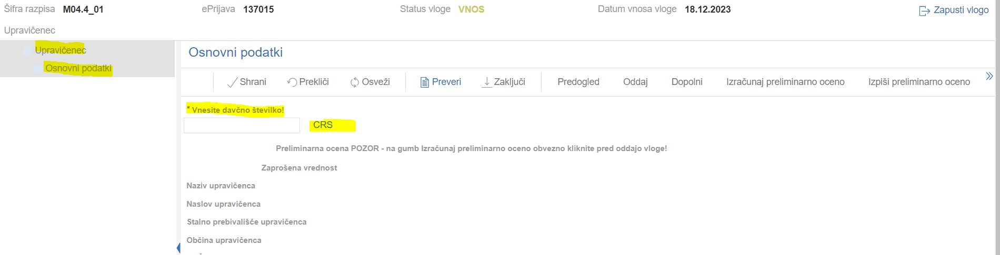 Šifra razpisa M04.4_01 ePrijava 137015 Status vloge VNOS Datum vnosa vloge 18.12.2023 Zapusti vlogo
Upravičenec
Upravičenec
Osnovni podatki
Osnovni podatki
Shrani Prekliči Osveži Preveri Zaključi Predogled Oddaj Dopolni Izračunaj preliminarno oceno Izpiši preliminarno oceno »
* Vnesite davčno številko!
CRS
Preliminarna ocena POZOR - na gumb Izračunaj preliminarno oceno obvezno kliknite pred oddajo vloge!
Zaprošena vrednost
Naziv upravičenca
Naslov upravičenca
Stalno prebivališče upravičenca
Občina upravičenca